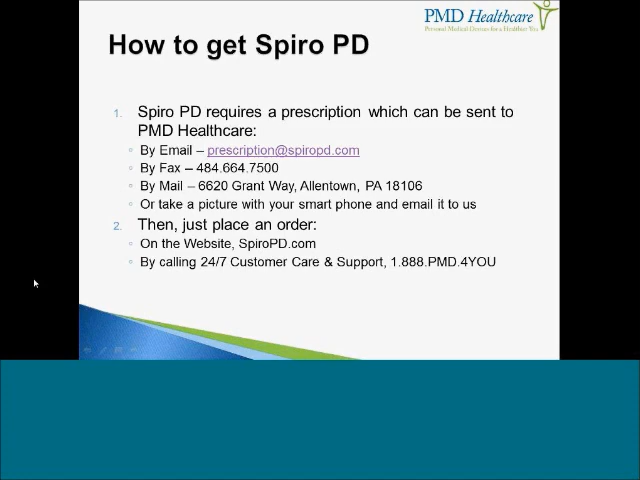 PMD Healthcare
Personal Medical Devices for a Healthier You
How to get Spiro PD
1. Spiro PD requires a prescription which can be sent to
PMD Healthcare:
By Email – prescription@spiropd.com
By Fax – 484.664.7500
By Mail – 6620 Grant Way, Allentown, PA 18106
Or take a picture with your smart phone and email it to us
2. Then, just place an order:
On the Website, SpiroPD.com
By calling 24/7 Customer Care & Support, 1.888.PMD.4YOU